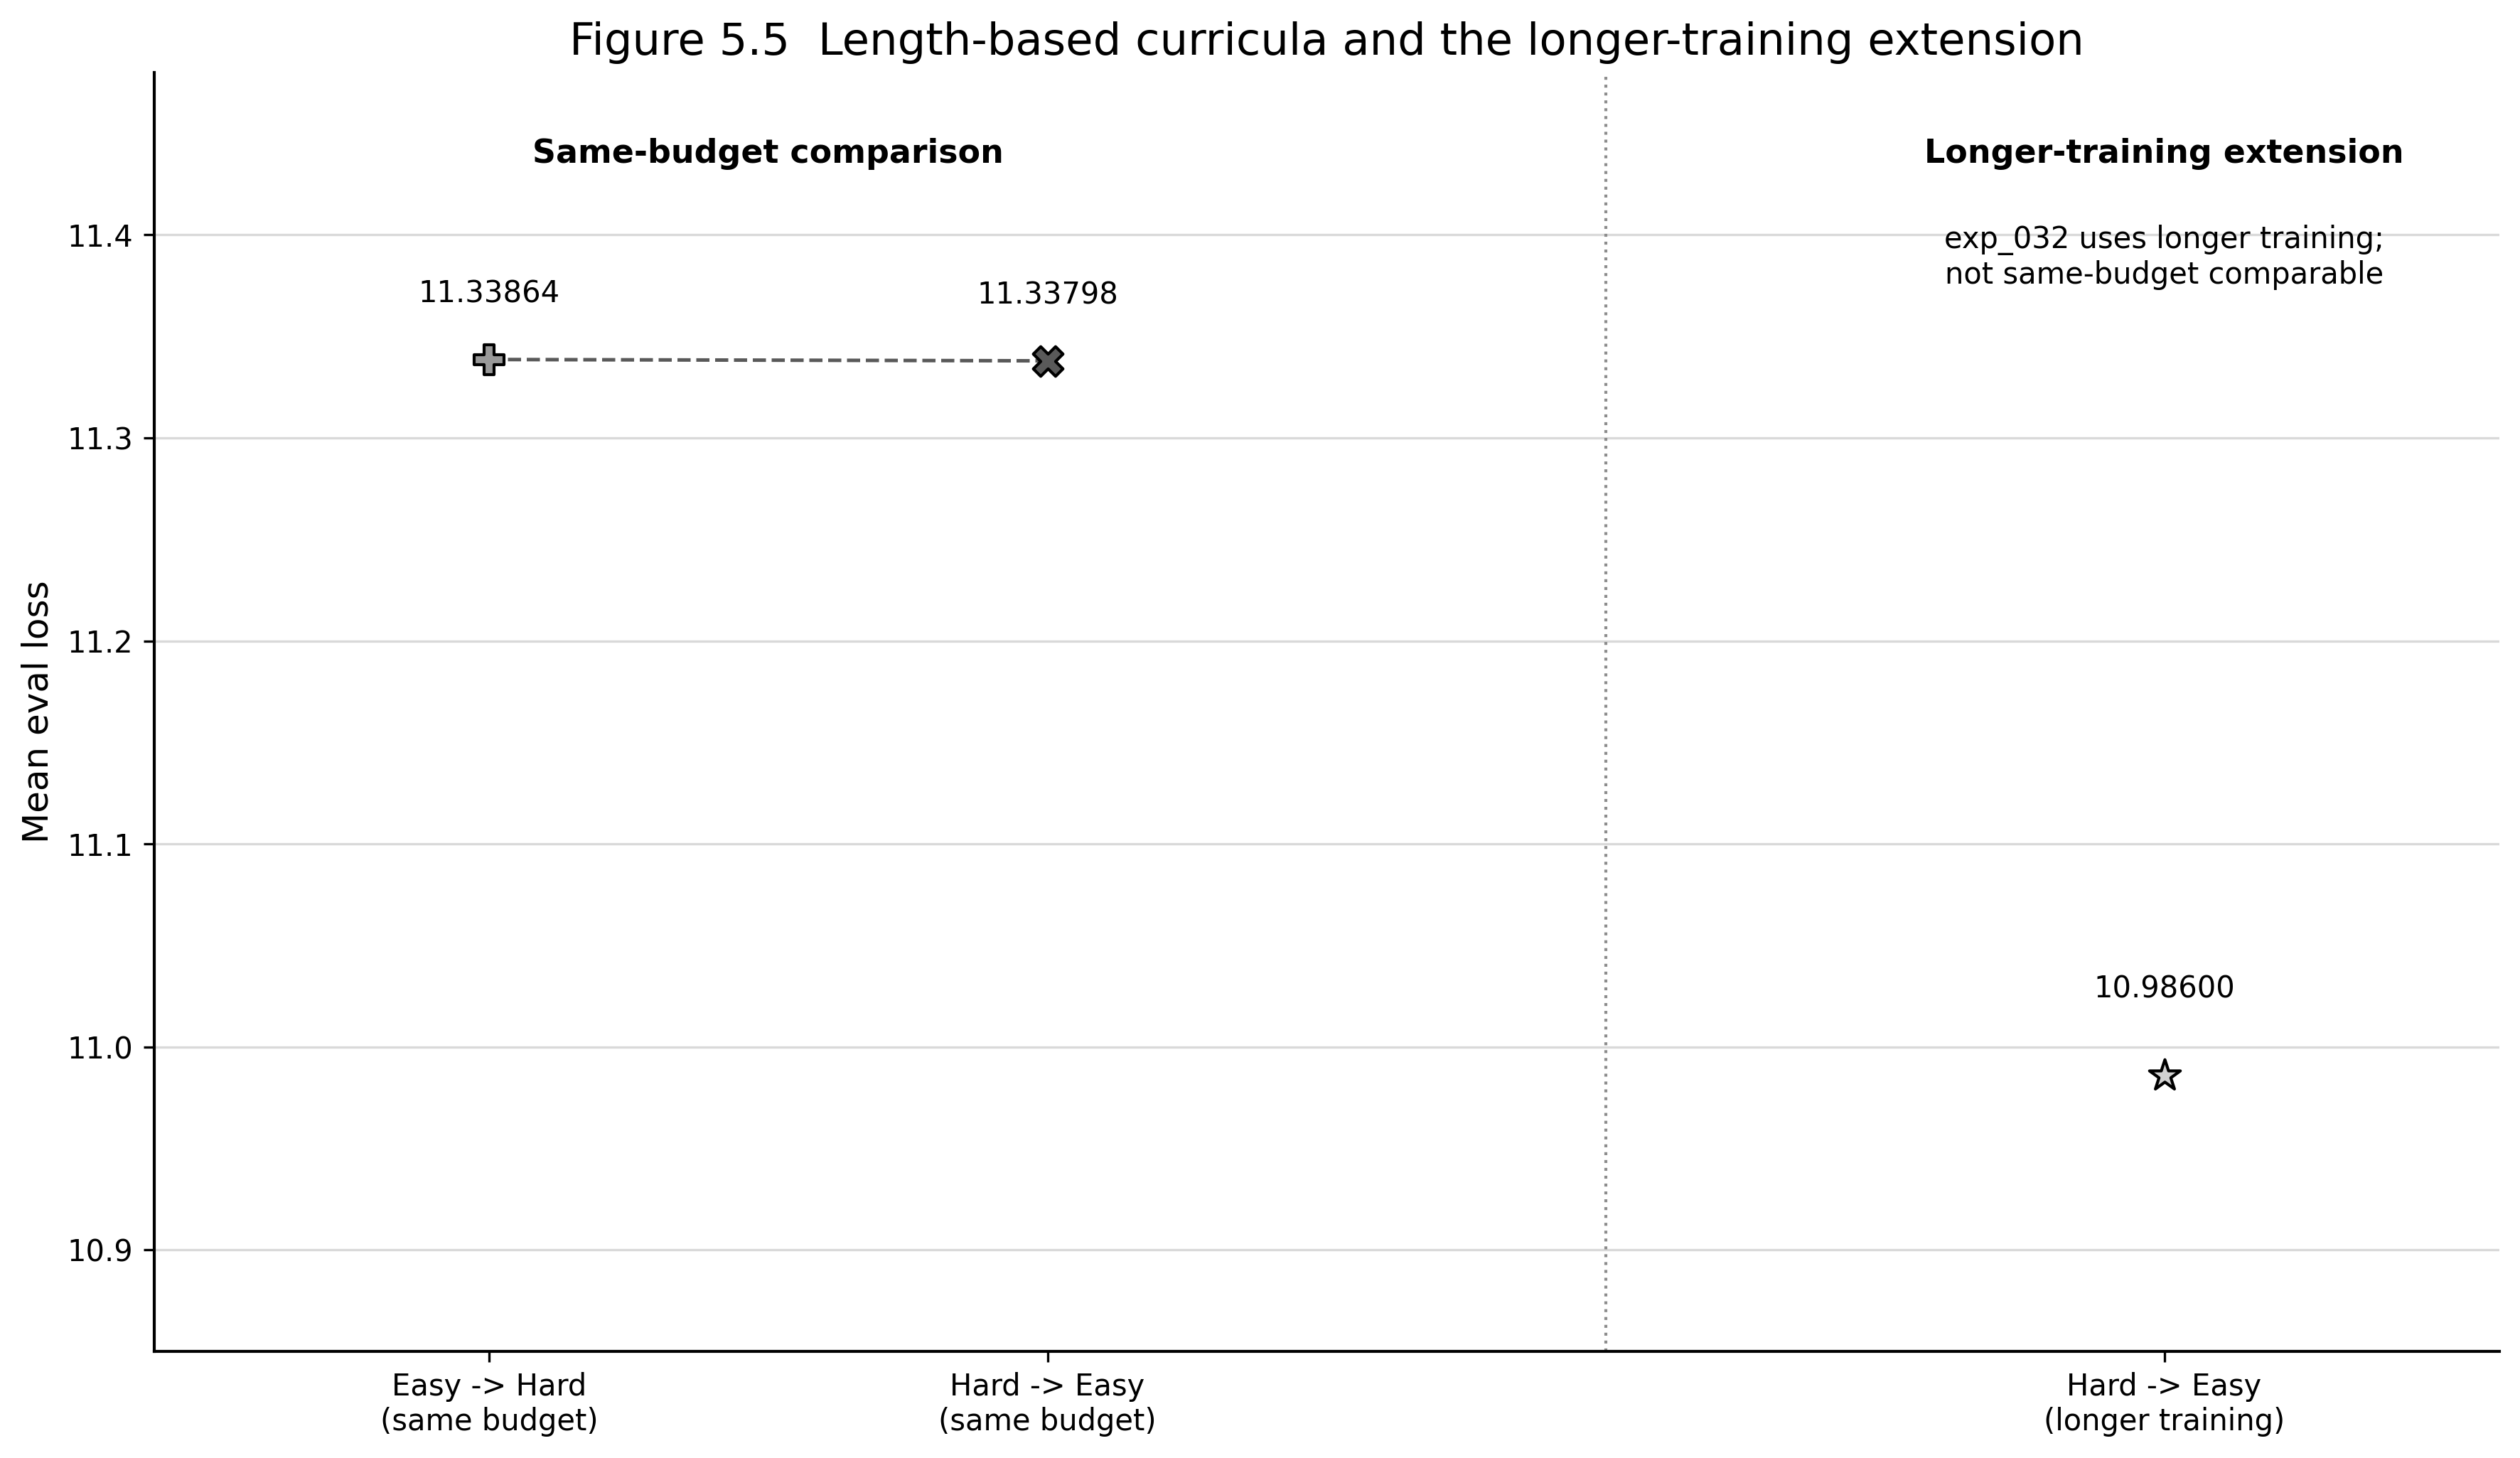 Figure 5.5  Length-based curricula and the longer-training extension
Same-budget comparison
Longer-training extension
exp_032 uses longer training;
not same-budget comparable
11.33864
11.33798
10.98600
Mean eval loss
11.4
11.3
11.2
11.1
11.0
10.9
Easy -> Hard
(same budget)
Hard -> Easy
(same budget)
Hard -> Easy
(longer training)